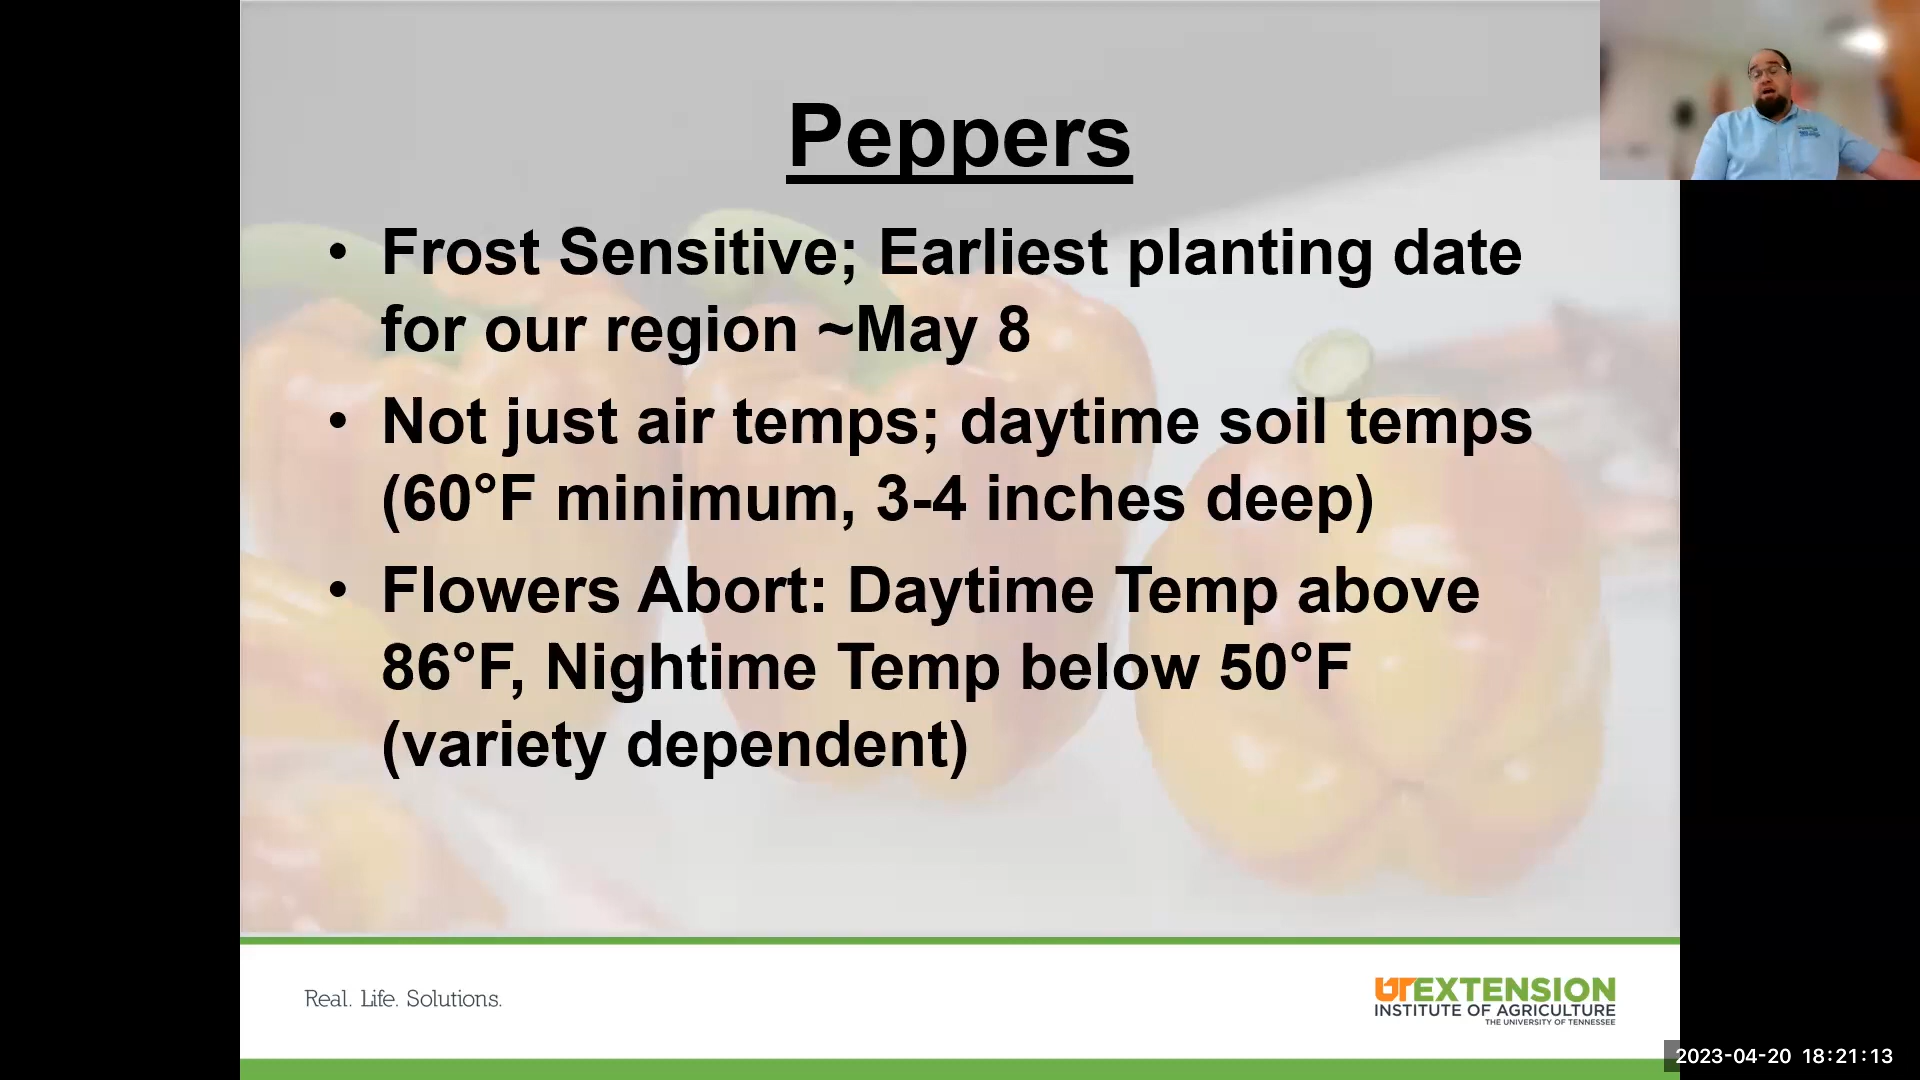 Peppers
• Frost Sensitive; Earliest planting date
for our region ~May 8
• Not just air temps; daytime soil temps
(60°F minimum, 3-4 inches deep)
• Flowers Abort: Daytime Temp above
86°F, Nightime Temp below 50°F
(variety dependent)
Real. Life. Solutions.
UTEXTENSION
INSTITUTE OF AGRICULTURE
THE UNIVERSITY OF TENNESSEE
2023-04-20 18:21:13